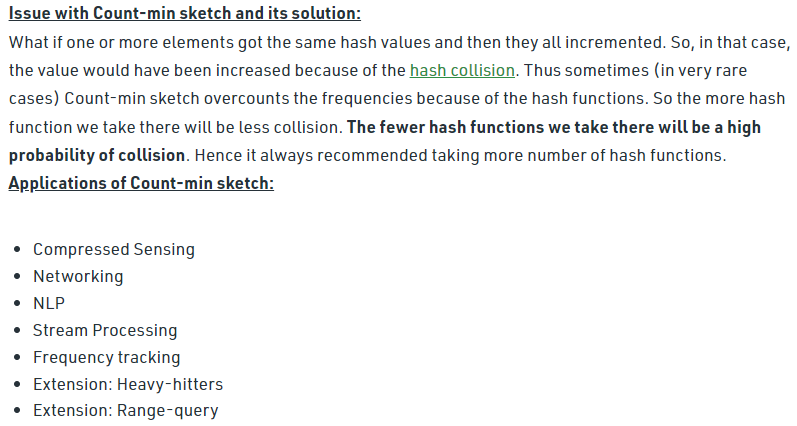 Issue with Count-min sketch and its solution:
What if one or more elements got the same hash values and then they all incremented. So, in that case,
the value would have been increased because of the hash collision. Thus sometimes (in very rare
cases) Count-min sketch overcounts the frequencies because of the hash functions. So the more hash
function we take there will be less collision. The fewer hash functions we take there will be a high
probability of collision. Hence it always recommended taking more number of hash functions.
Applications of Count-min sketch:
• Compressed Sensing
• Networking
• NLP
• Stream Processing
• Frequency tracking
• Extension: Heavy-hitters
• Extension: Range-query